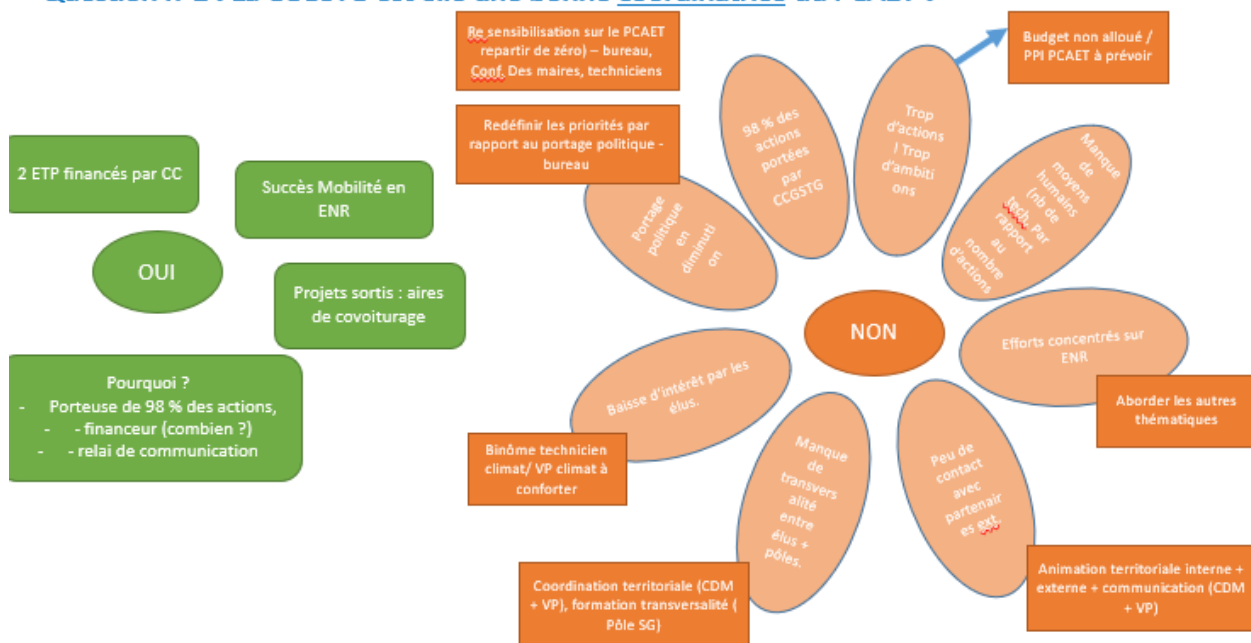 2 ETP financés par CC
Succès Mobilité en
ENR
OUI
Projets sortis : aires
de covoiturage
Pourquoi ?
- Porteuse de 98 % des actions,
- - financeur (combien ?)
- - relai de communication
Re sensibilisation sur le PCAET
repartir de zéro) – bureau,
Conf. Des maires, techniciens
Redéfinir les priorités par
rapport au portage politique -
bureau
Portage
politique
en
diminuti
on
98 % des
actions
portées
par
CCGSTG
Trop
d'actions
! Trop
d'ambiti
ons
Budget non alloué /
PPI PCAET à prévoir
Manque
de
moyens
humains
(nb de
tech. Par
rapport
au
nombre
d'actions
NON
Efforts concentrés sur
ENR
Aborder les autres
thématiques
Baisse d'intérêt par les
élus.
Binôme technicien
climat/ VP climat à
conforter
Manque
de
transvers
alité
entre
élus +
pôles.
Coordination territoriale (CDM
+ VP), formation transversalité (
Pôle SG)
Peu de
contact
avec
partenair
es ext.
Animation territoriale interne +
externe + communication (CDM
+ VP)